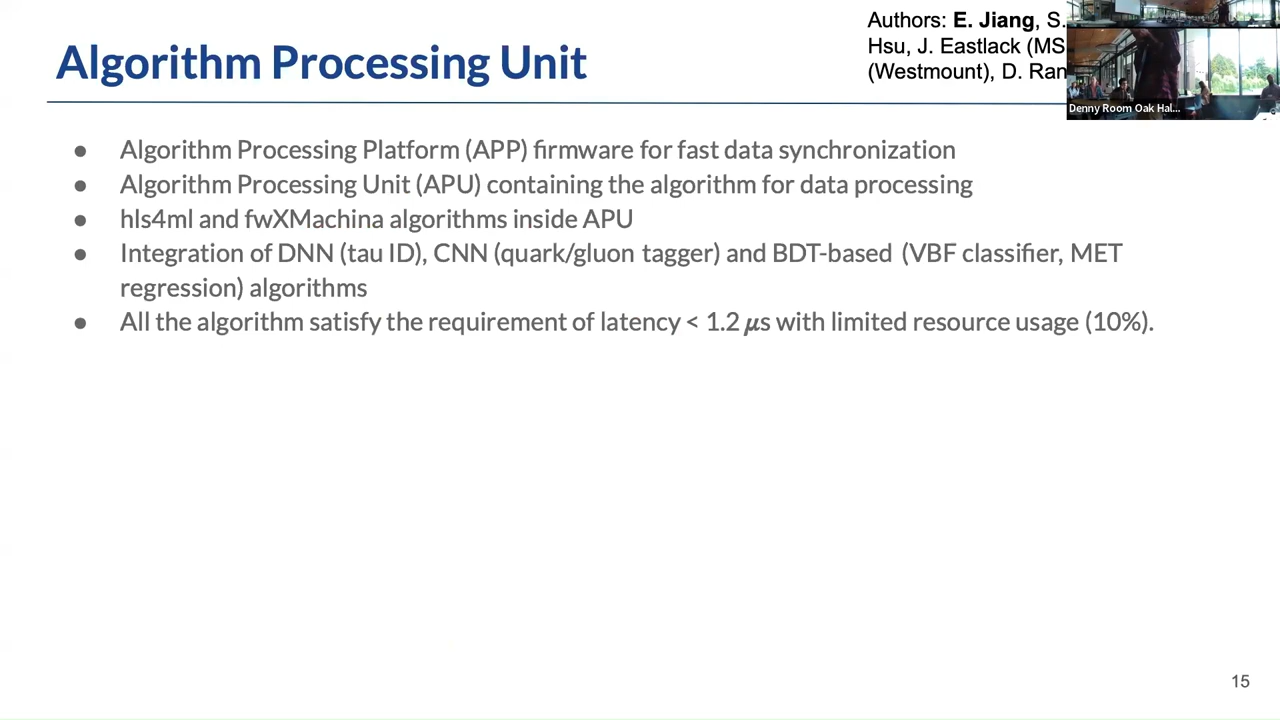 Authors: E. Jiang, S.
Hsu, J. Eastlack (MS
(Westmount), D. Ran
Algorithm Processing Unit
Denny Room Oak Hal...
● Algorithm Processing Platform (APP) firmware for fast data synchronization
● Algorithm Processing Unit (APU) containing the algorithm for data processing
● hls4ml and fwXMachina algorithms inside APU
● Integration of DNN (tau ID), CNN (quark/gluon tagger) and BDT-based (VBF classifier, MET
regression) algorithms
● All the algorithm satisfy the requirement of latency < 1.2 μs with limited resource usage (10%).
15